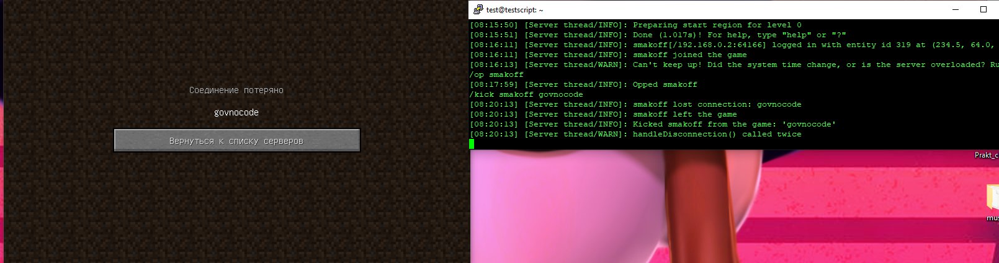 Соединение потеряно
govnocode
Вернуться к списку серверов
test@testscript: ~
[08:15:50] [Server thread/INFO]: Preparing start region for level 0
[08:15:51] [Server thread/INFO]: Done (1.017s)! For help, type "help" or "?"
[08:16:11] [Server thread/INFO]: smakoff[/192.168.0.2:64166] logged in with entity id 319 at (234.5, 64.0,
[08:16:11] [Server thread/INFO]: smakoff joined the game
[08:16:13] [Server thread/WARN]: Can't keep up! Did the system time change, or is the server overloaded? Ru
/op smakoff
[08:17:59] [Server thread/INFO]: Opped smakoff
/kick smakoff govnocode
[08:20:13] [Server thread/INFO]: smakoff lost connection: govnocode
[08:20:13] [Server thread/INFO]: smakoff left the game
[08:20:13] [Server thread/INFO]: Kicked smakoff from the game: 'govnocode'
[08:20:13] [Server thread/WARN]: handleDisconnection() called twice
Prakt_c
mus